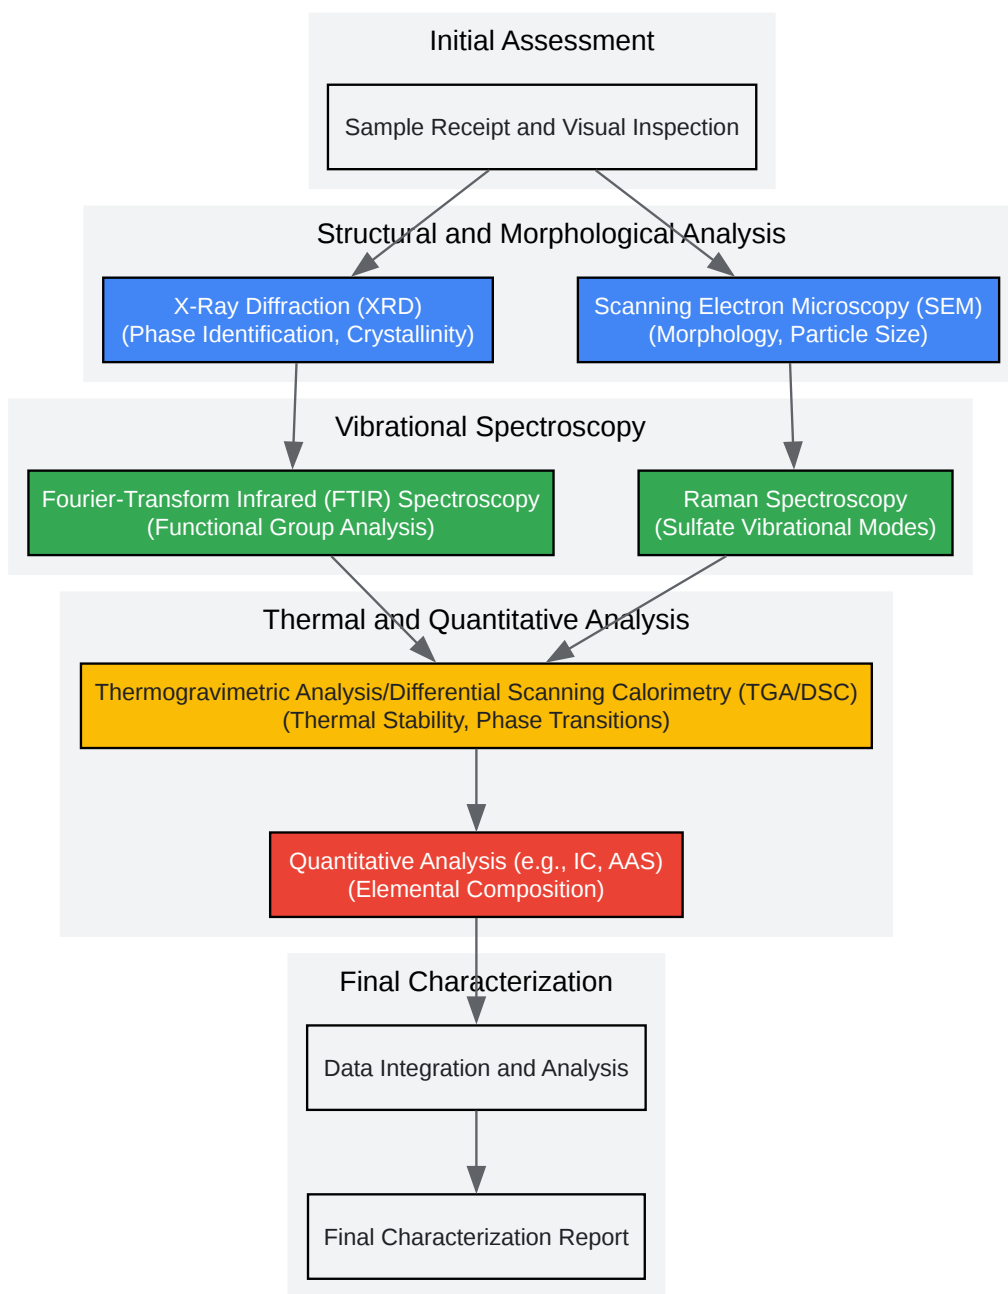 Initial Assessment
Sample Receipt and Visual Inspection
Structural and Morphological Analysis
X-Ray Diffraction (XRD)
(Phase Identification, Crystallinity)
Scanning Electron Microscopy (SEM)
(Morphology, Particle Size)
Vibrational Spectroscopy
Fourier-Transform Infrared (FTIR) Spectroscopy
(Functional Group Analysis)
Raman Spectroscopy
(Sulfate Vibrational Modes)
Thermal and Quantitative Analysis
Thermogravimetric Analysis/Differential Scanning Calorimetry (TGA/DSC)
(Thermal Stability, Phase Transitions)
Quantitative Analysis (e.g., IC, AAS)
(Elemental Composition)
Final Characterization
Data Integration and Analysis
Final Characterization Report